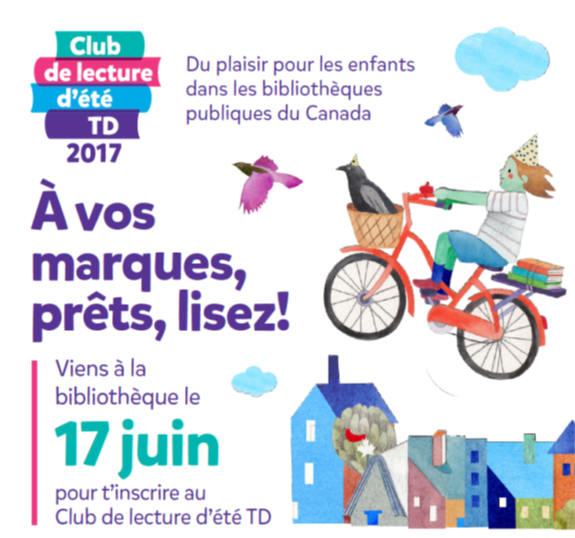 Club
de lecture
d'été
TD
2017
Du plaisir pour les enfants
dans les bibliothèques
publiques du Canada
À vos
marques,
prêts, lisez!
Viens à la
bibliothèque le
17 juin
pour t'inscrire au
Club de lecture d'été TD